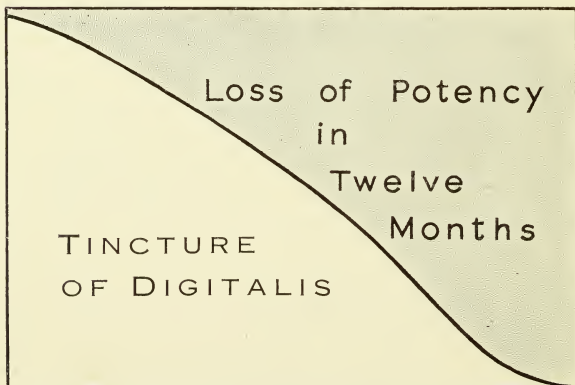 Loss of Potency
in
Twelve
Months
TINCTURE
OF DIGITALIS